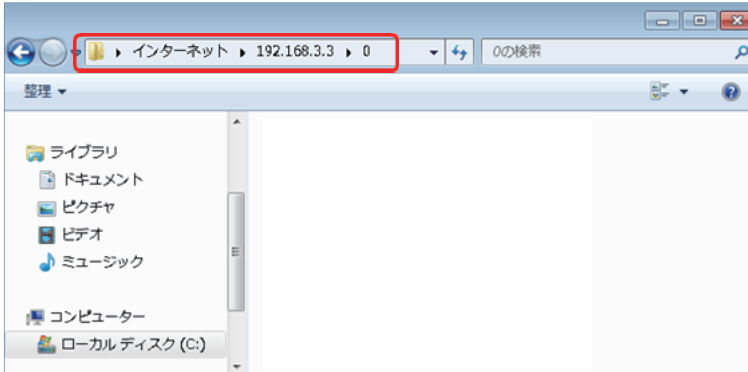 インターネット 192.168.3.3 0 0の検索
整理
ライブラリ
ドキュメント
ピクチャ
ビデオ
ミュージック
コンピューター
ローカル ディスク (C:)